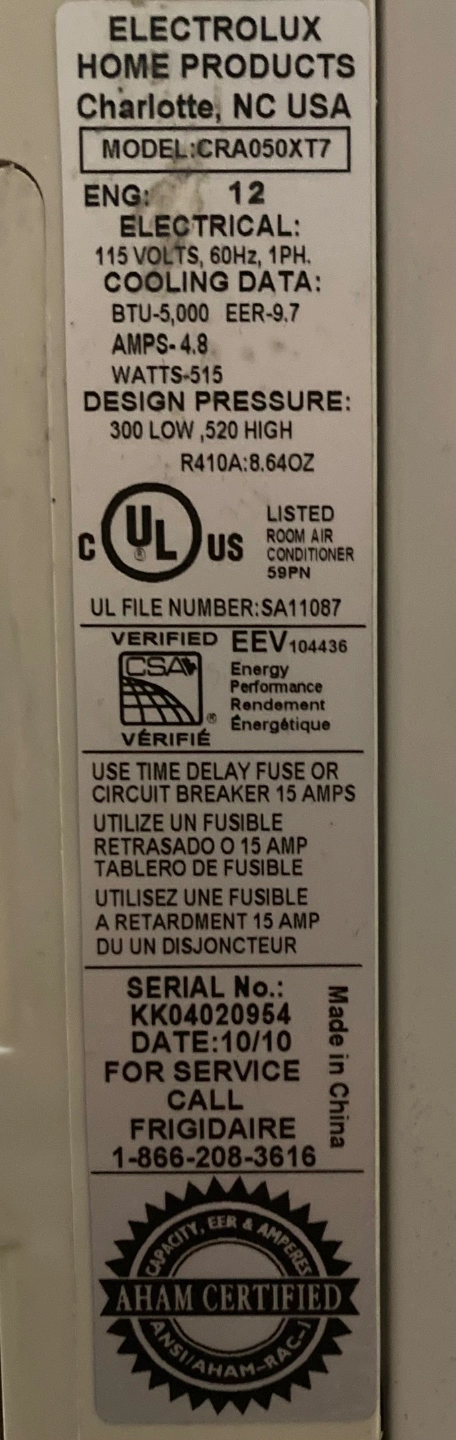 ELECTROLUX
HOME PRODUCTS
Charlotte, NC USA
MODEL:CRA050XT7
ENG: 12
ELECTRICAL:
115 VOLTS, 60Hz, 1PH.
COOLING DATA:
BTU-5,000 EER-9.7
AMPS-4.8
WATTS-515
DESIGN PRESSURE:
300 LOW ,520 HIGH
R410A:8.64OZ
C UL ® US
LISTED
ROOM AIR
CONDITIONER
59PN
UL FILE NUMBER:SA11087
VERIFIED
CSA ®
VÉRIFIÉ
EEV 104436
Energy
Performance
Rendement
Énergétique
USE TIME DELAY FUSE OR
CIRCUIT BREAKER 15 AMPS
UTILIZE UN FUSIBLE
RETRASADO O 15 AMP
TABLERO DE FUSIBLE
UTILISEZ UNE FUSIBLE
A RETARDMENT 15 AMP
DU UN DISJONCTEUR
SERIAL No.:
KK04020954
DATE:10/10
FOR SERVICE
CALL
FRIGIDAIRE
1-866-208-3616
Made in China
CAPACITY, EER & AMPERES
AHAM CERTIFIED
ANSI/AHAM-RAC-1